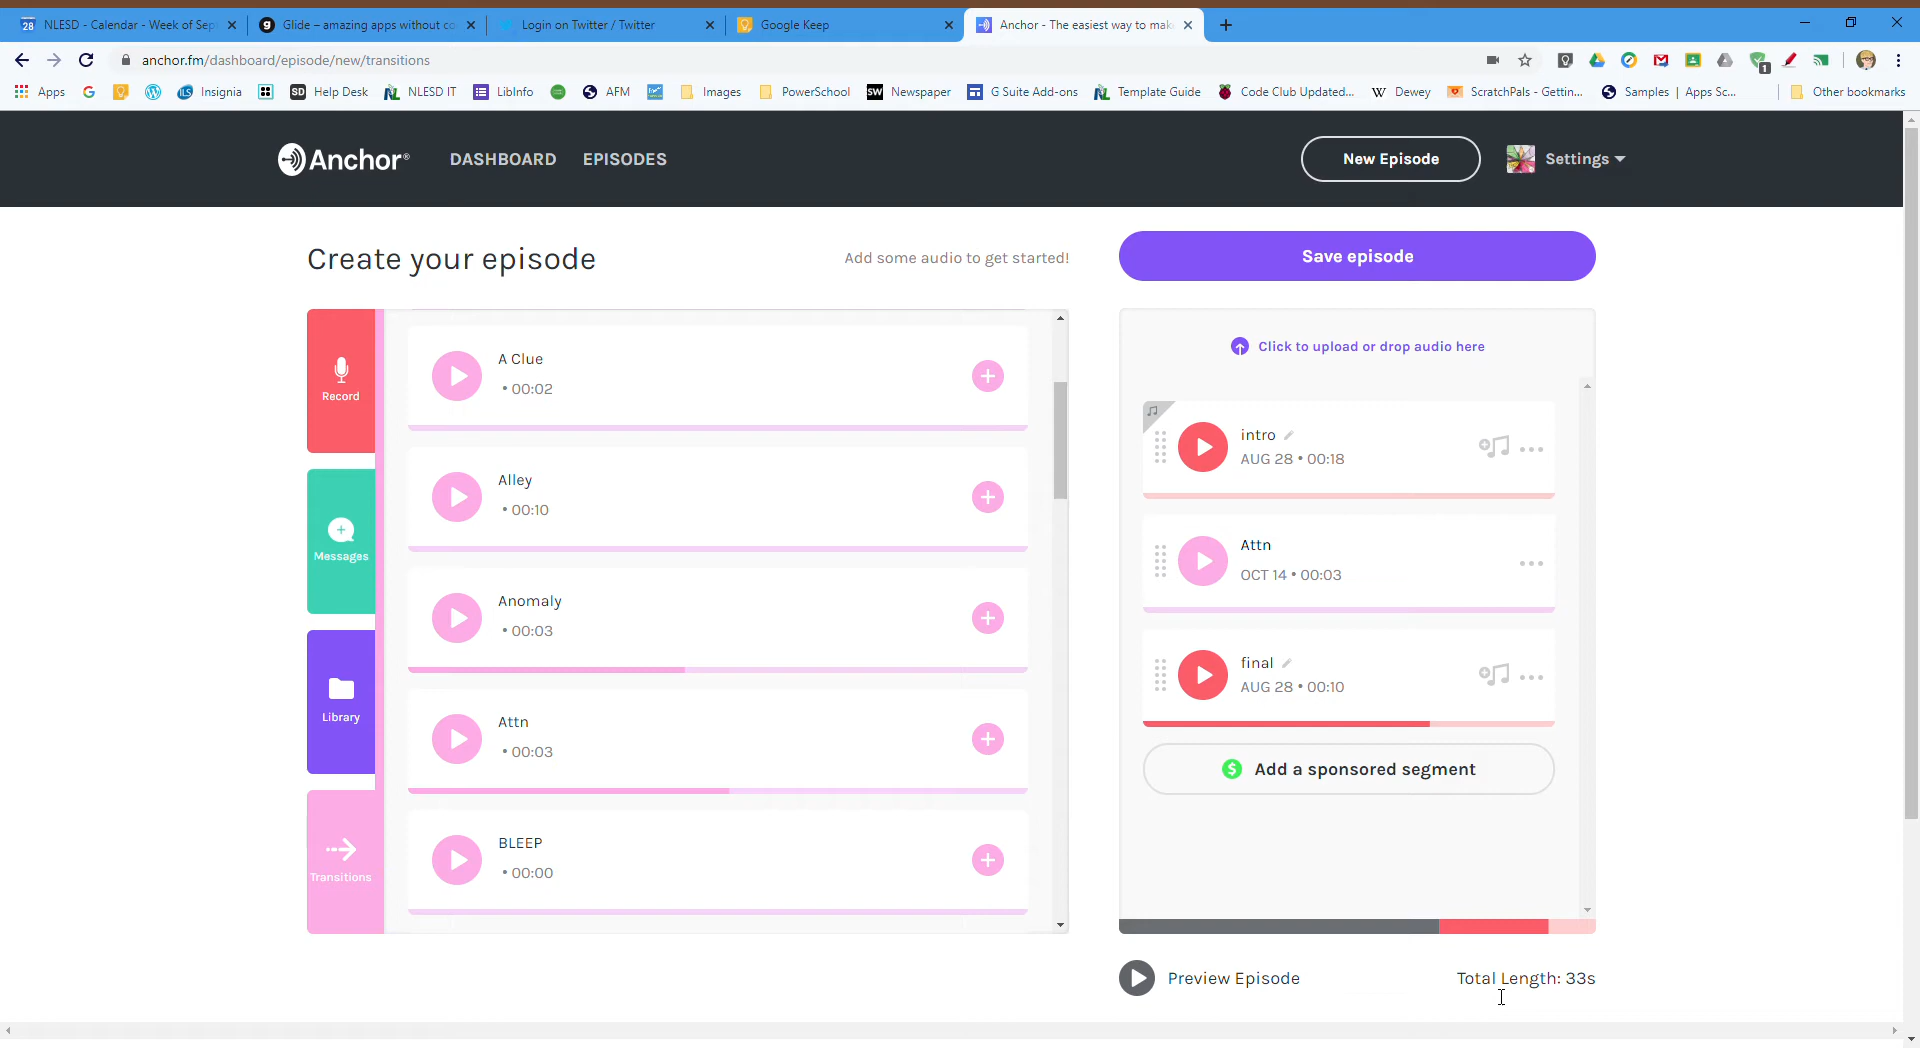 28 NLESD - Calendar - Week of Sep
Glide – amazing apps without co
Login on Twitter / Twitter
Google Keep
Anchor - The easiest way to mak
anchor.fm/dashboard/episode/new/transitions
1
Apps
Insignia
SD Help Desk
NLESD IT
LibInfo
AFM
Images
PowerSchool
SW Newspaper
G Suite Add-ons
Template Guide
Code Club Updated...
W Dewey
ScratchPals - Gettin...
Samples | Apps Sc...
Other bookmarks
Anchor®
DASHBOARD
EPISODES
New Episode
Settings
Create your episode
Add some audio to get started!
Save episode
Record
Messages
Library
Transitions
A Clue
• 00:02
Alley
• 00:10
Anomaly
• 00:03
Attn
• 00:03
BLEEP
• 00:00
Click to upload or drop audio here
intro
AUG 28 • 00:18
Attn
OCT 14 • 00:03
final
AUG 28 • 00:10
$ Add a sponsored segment
Preview Episode
Total Length: 33s